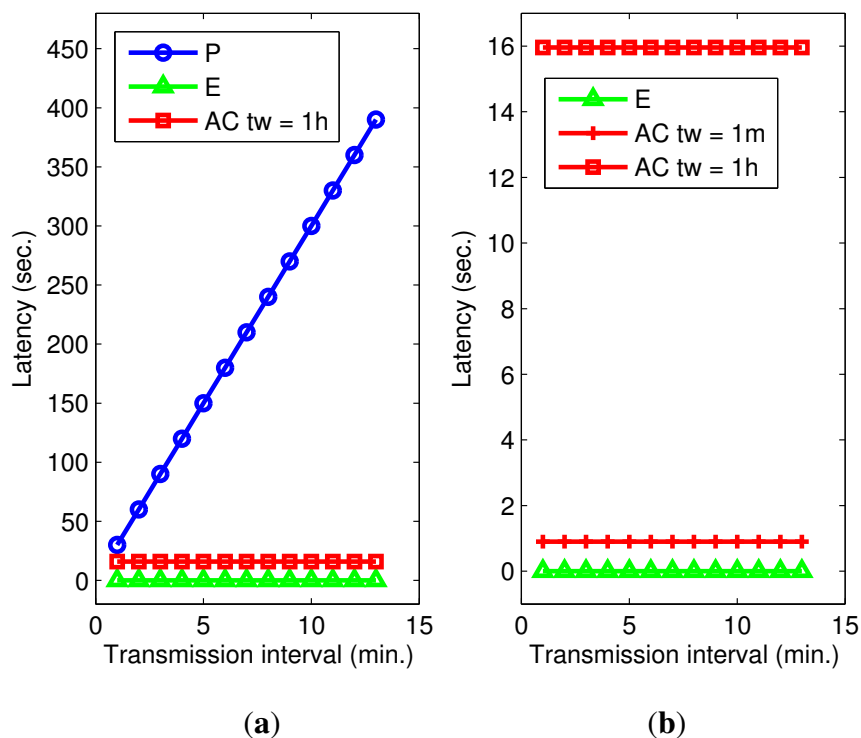 450
400
350
300
250
200
150
100
50
0
0
5
10
15
Latency (sec.)
Transmission interval (min.)
P
E
AC tw = 1h
(a)
16
14
12
10
8
6
4
2
0
0
5
10
15
Latency (sec.)
Transmission interval (min.)
E
AC tw = 1m
AC tw = 1h
(b)